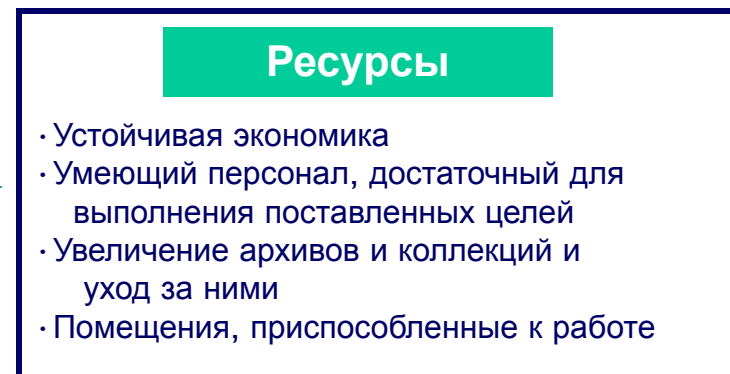 Ресурсы
· Устойчивая экономика
· Умеющий персонал, достаточный для
выполнения поставленных целей
· Увеличение архивов и коллекций и
уход за ними
· Помещения, приспособленные к работе